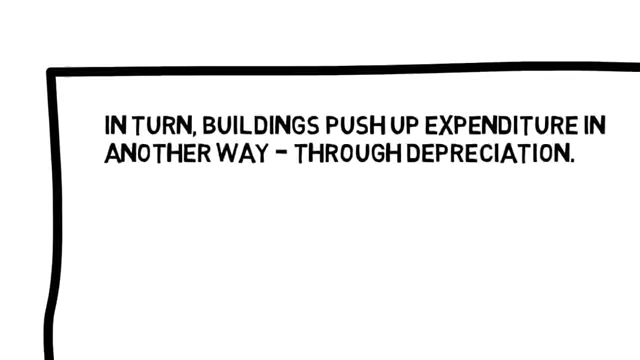 IN TURN, BUILDINGS PUSH UP EXPENDITURE IN
ANOTHER WAY – THROUGH DEPRECIATION.